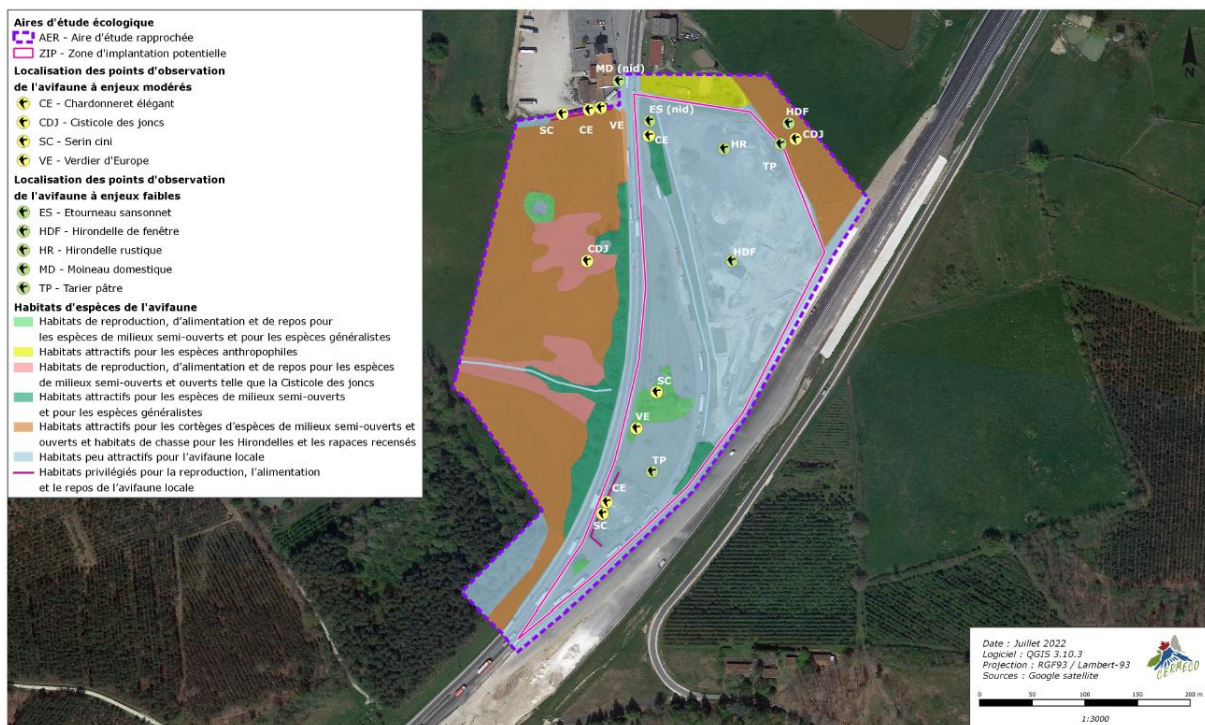 Aires d'étude écologique
AER - Aire d'étude rapprochée
ZIP - Zone d'implantation potentielle
Localisation des points d'observation
de l'avifaune à enjeux modérés
CE - Chardonneret élégant
CDJ - Cisticole des joncs
SC - Serin cini
VE - Verdier d'Europe
Localisation des points d'observation
de l'avifaune à enjeux faibles
ES - Etourneau sansonnet
HDF - Hirondelle de fenêtre
HR - Hirondelle rustique
MD - Moineau domestique
TP - Tarier pâtre
Habitats d'espèces de l'avifaune
Habitats de reproduction, d'alimentation et de repos pour
les espèces de milieux semi-ouverts et pour les espèces généralistes
Habitats attractifs pour les espèces anthropophiles
Habitats de reproduction, d'alimentation et de repos pour les espèces
de milieux semi-ouverts et ouverts telle que la Cisticole des joncs
Habitats attractifs pour les espèces de milieux semi-ouverts
et pour les espèces généralistes
Habitats attractifs pour les cortèges d'espèces de milieux semi-ouverts et
ouverts et habitats de chasse pour les Hirondelles et les rapaces recensés
Habitats peu attractifs pour l'avifaune locale
Habitats privilégiés pour la reproduction, l'alimentation
et le repos de l'avifaune locale
MD (nid)
SC
CE
VE
ES (nid)
CE
HR
HDF
CDJ
TP
CDJ
HDF
SC
VE
TP
CE
SC
N
Date : Juillet 2022
Logiciel : QGIS 3.10.3
Projection : RGF93 / Lambert-93
Sources : Google satellite
CERMECO
0 50 100 150 200 m
1:3000